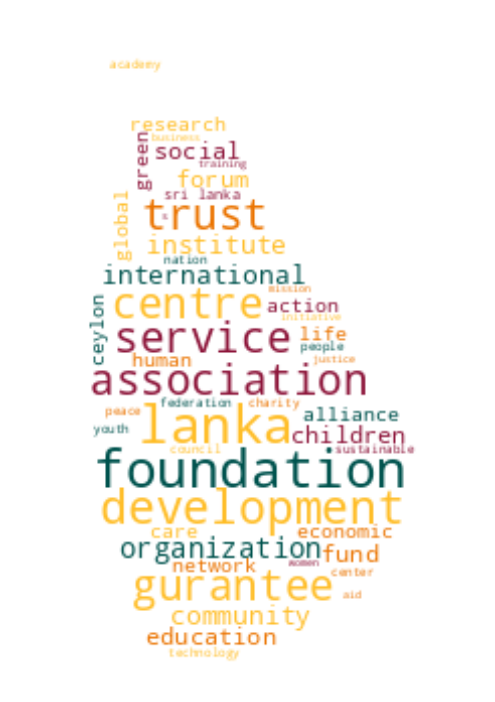 academy
research
business
green
social
training
forum
sri lanka
s
global
trust
institute
nation
international
mission
centre
action
initiative
ceylon
service
life
people
human
justice
association
federation
charity
peace
lanka
alliance
youth
children
council
sustainable
foundation
development
care
economic
organization
fund
women
network
center
gurantee
aid
community
education
technology